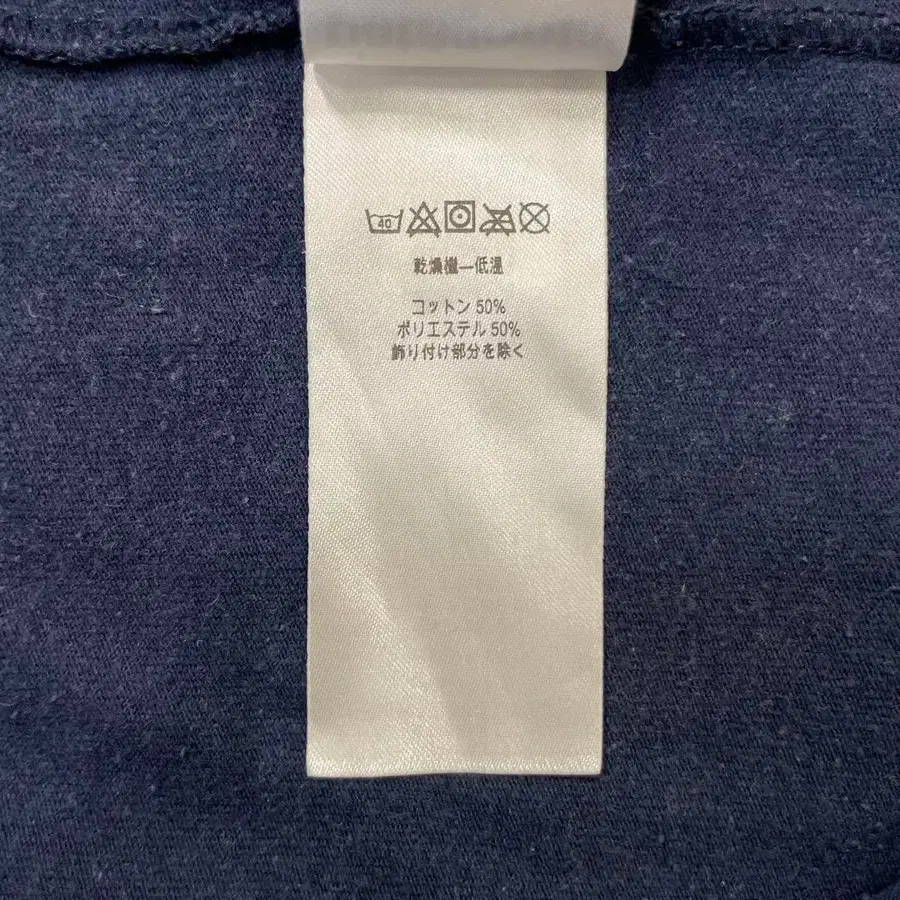 40
乾燥機—低温
コットン 50%
ポリエステル 50%
飾り付け部分を除く